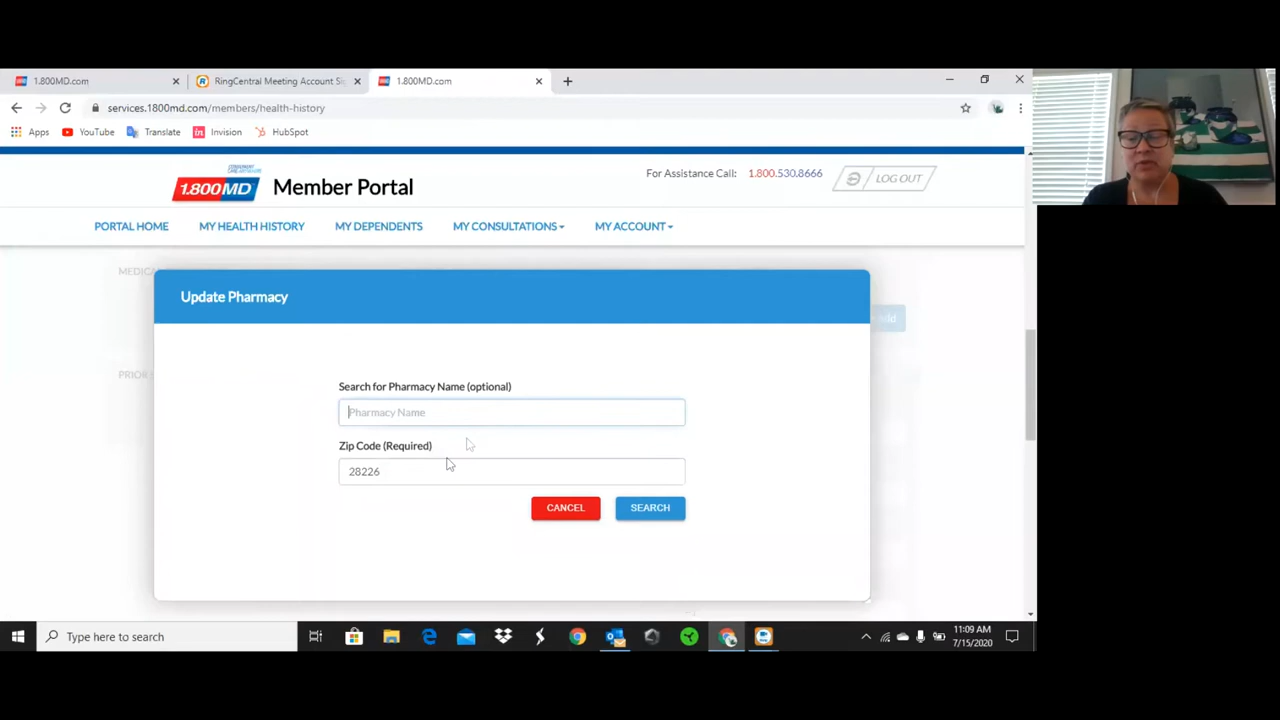 1.800MD.com
RingCentral Meeting Account Si
1.800MD.com
services.1800md.com/members/health-history
Apps YouTube Translate Invision HubSpot
1.800MD Member Portal
For Assistance Call: 1.800.530.8666
LOG OUT
PORTAL HOME MY HEALTH HISTORY MY DEPENDENTS MY CONSULTATIONS MY ACCOUNT
MEDICA
Update Pharmacy
PRIOR
Search for Pharmacy Name (optional)
Pharmacy Name
Zip Code (Required)
28226
CANCEL SEARCH
Type here to search
11:09 AM
7/15/2020